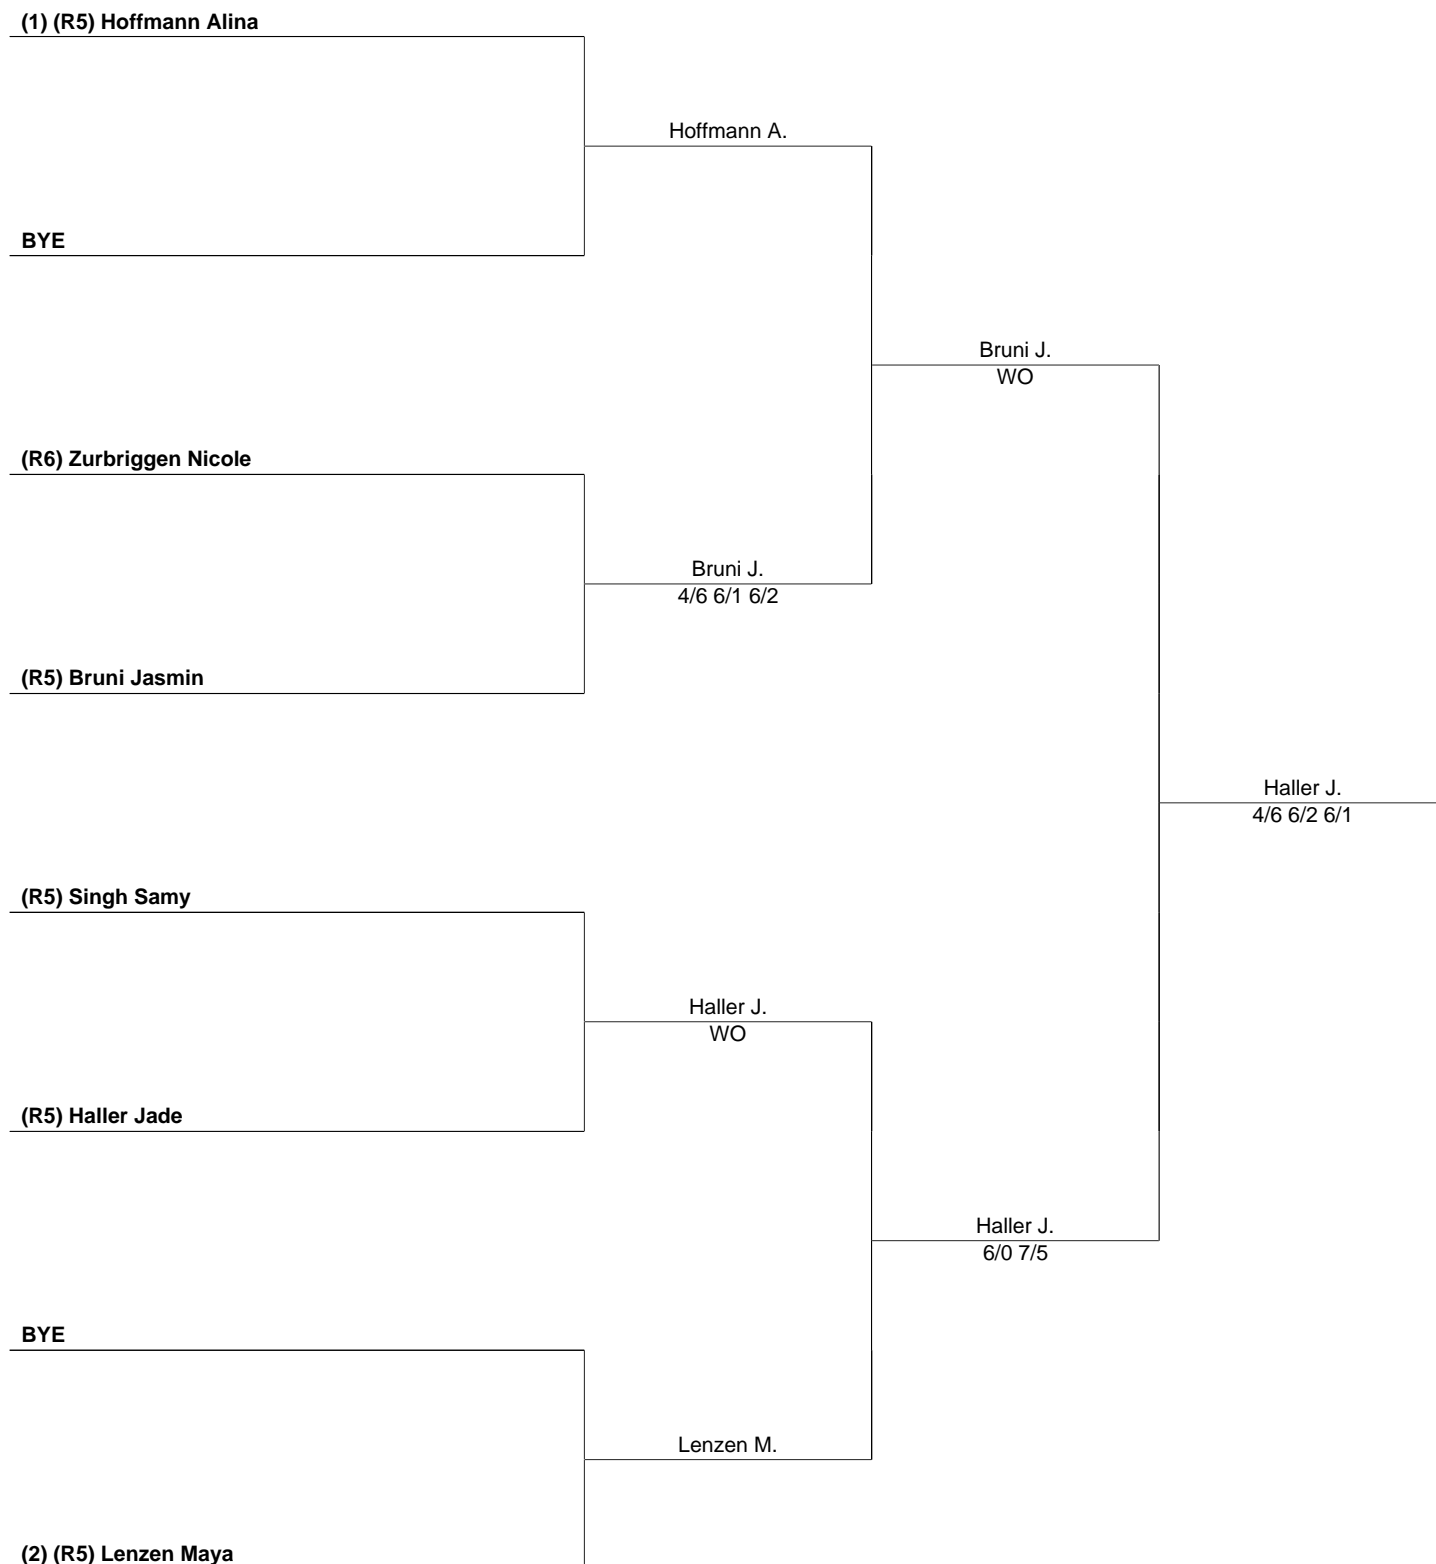 (1) (R5) Hoffmann Alina
Hoffmann A.
BYE
Bruni J.
WO
(R6) Zurbriggen Nicole
Bruni J.
4/6 6/1 6/2
(R5) Bruni Jasmin
Haller J.
4/6 6/2 6/1
(R5) Singh Samy
Haller J.
WO
(R5) Haller Jade
Haller J.
6/0 7/5
BYE
Lenzen M.
(2) (R5) Lenzen Maya